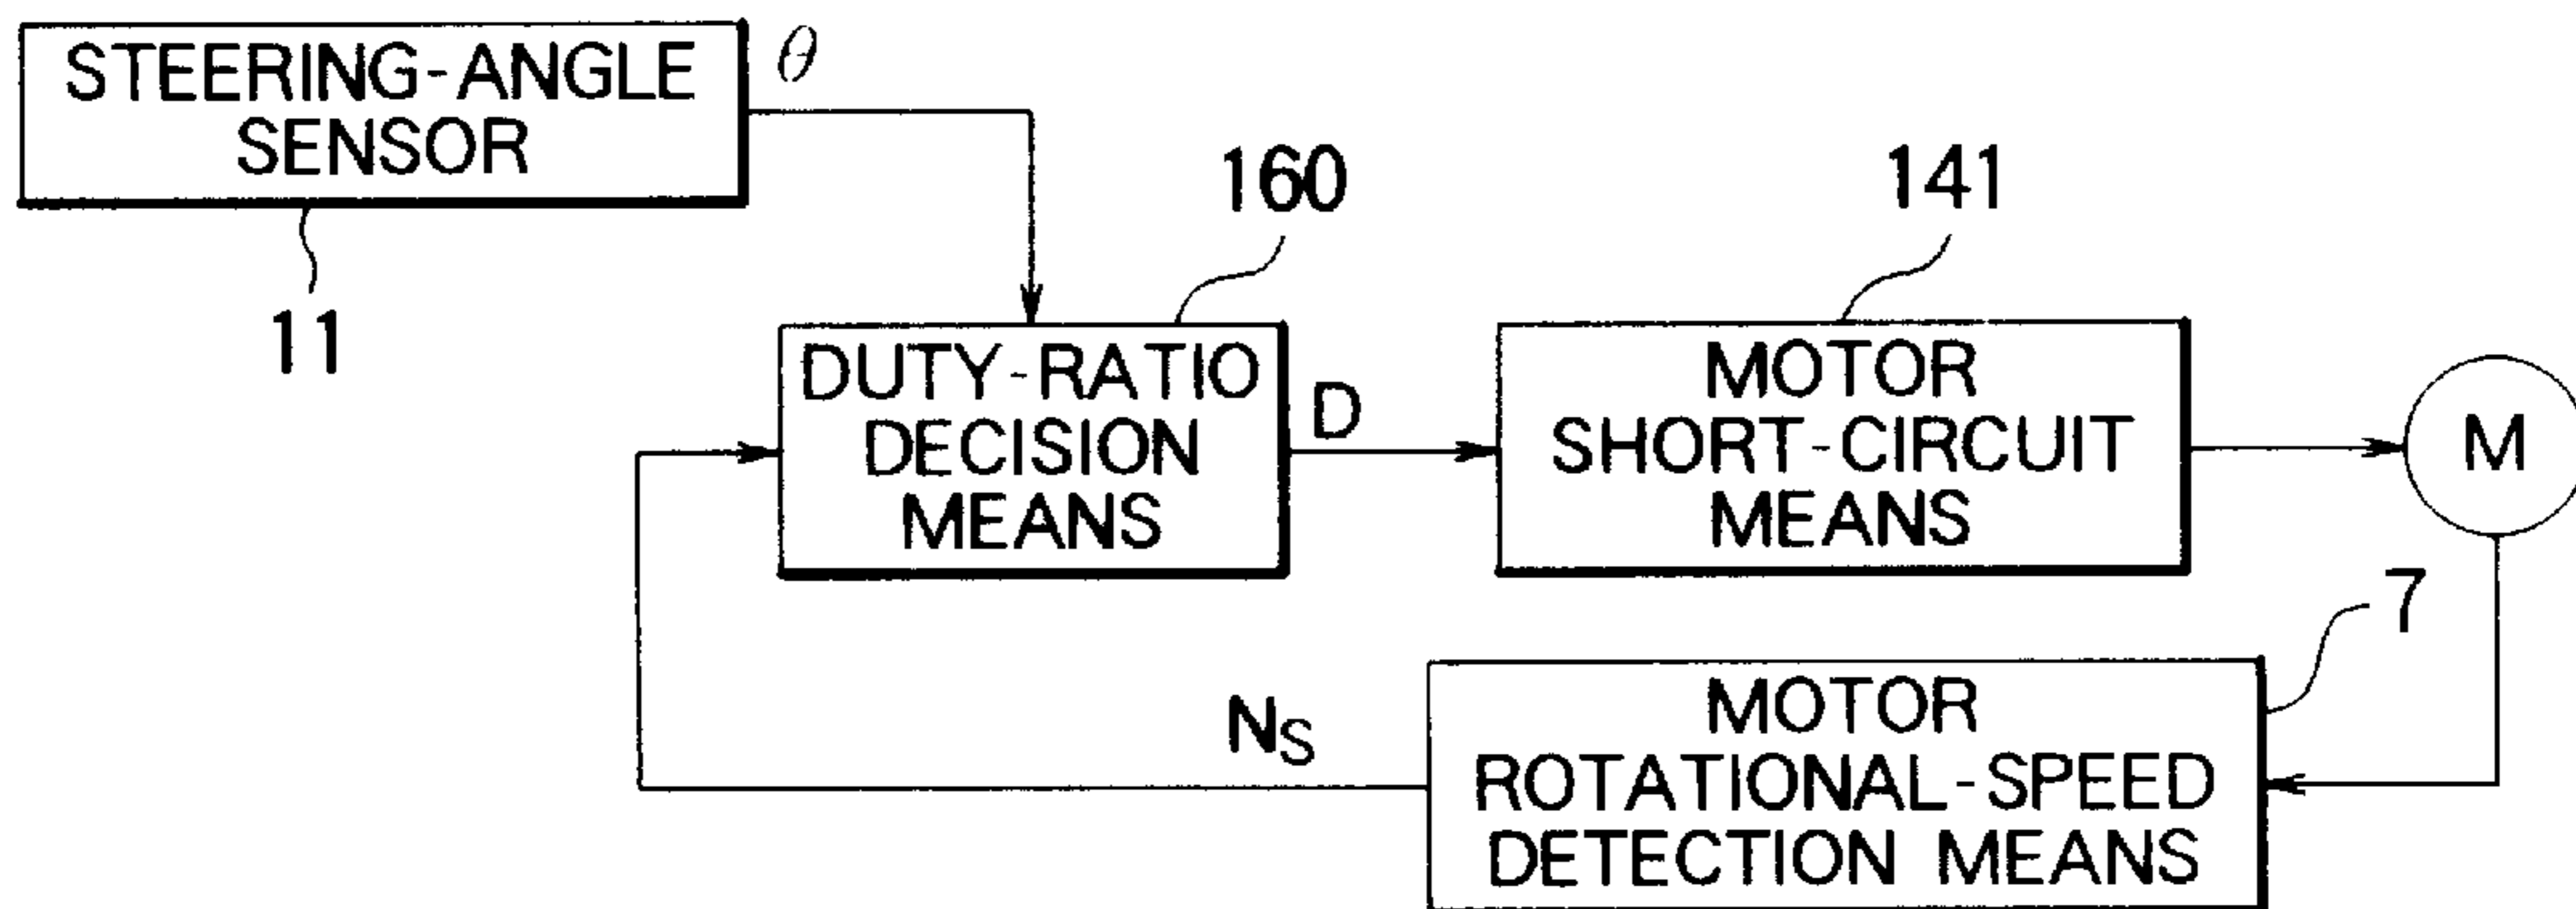 STEERING-ANGLE
SENSOR
θ
11
160
141
DUTY-RATIO
DECISION
MEANS
D
MOTOR
SHORT-CIRCUIT
MEANS
M
7
MOTOR
ROTATIONAL-SPEED
DETECTION MEANS
NS